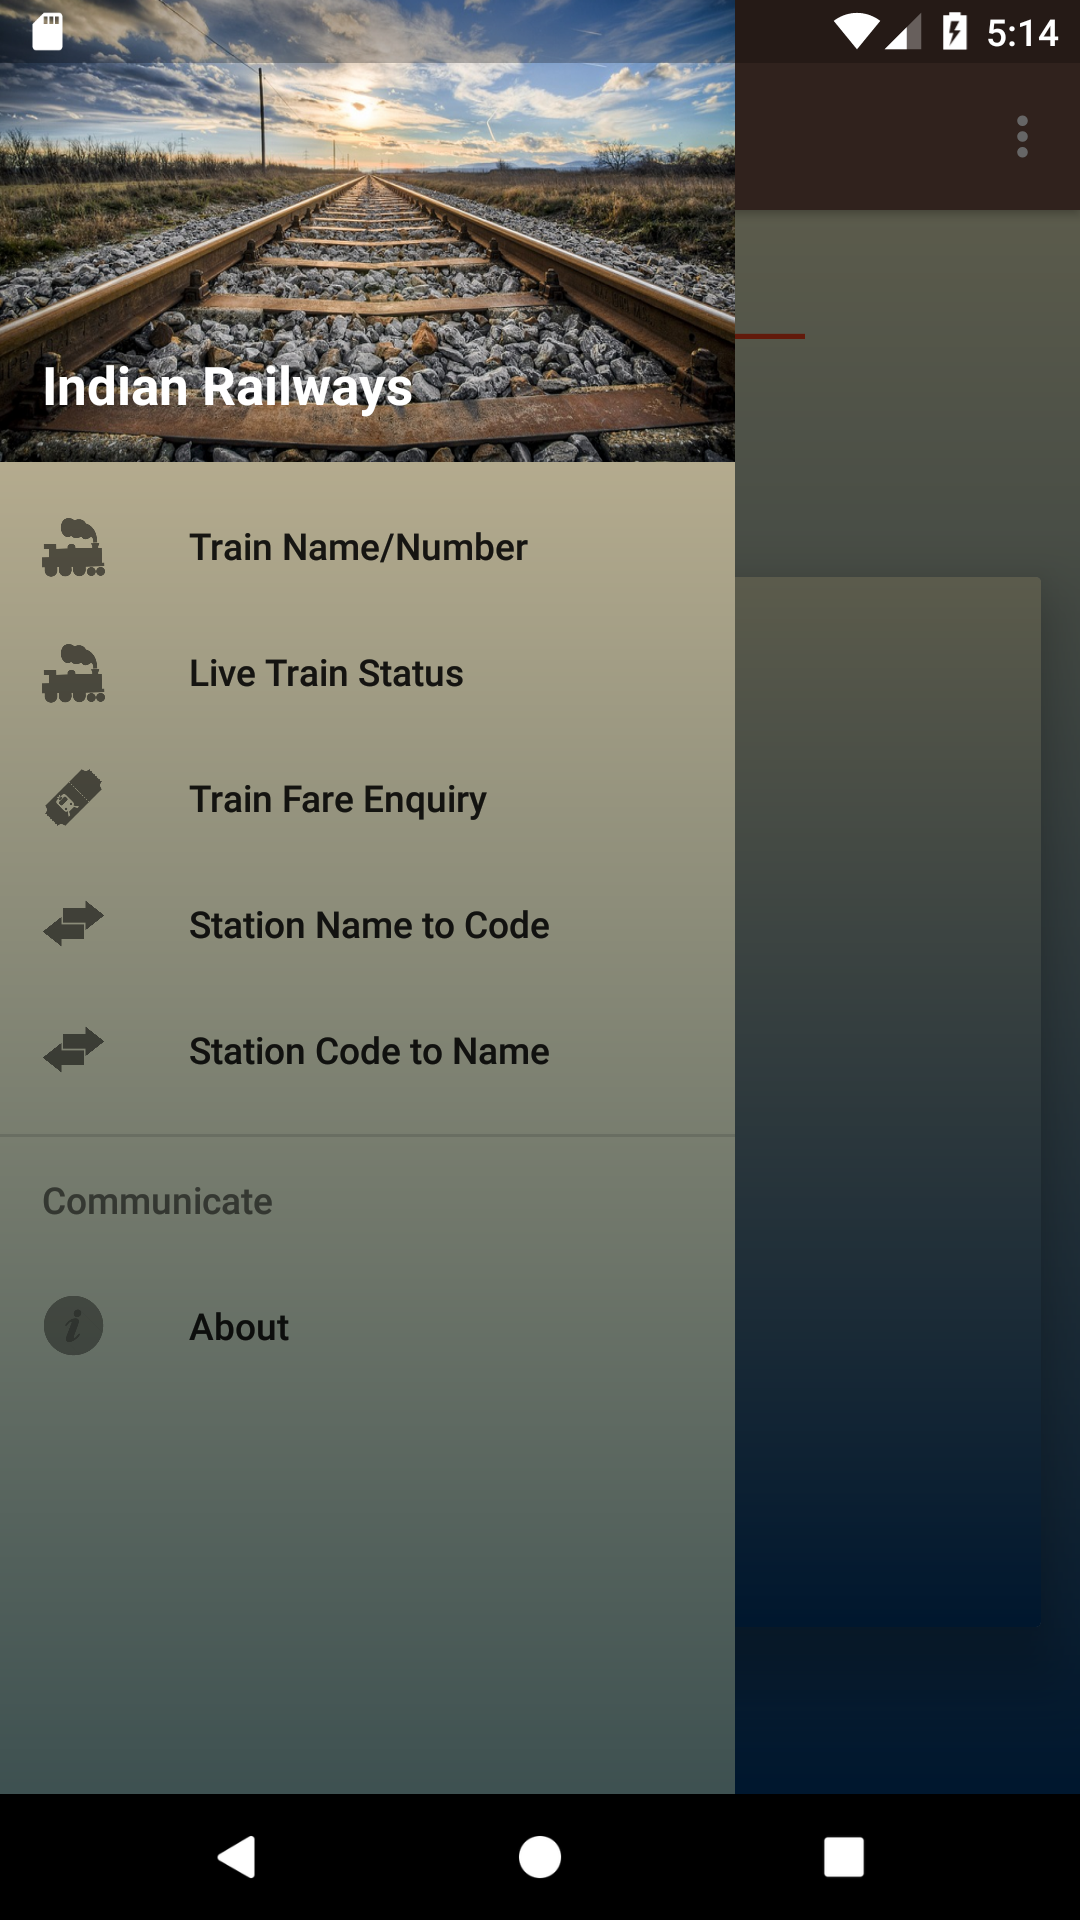 5:14
Indian Railways
Train Name/Number
Live Train Status
Train Fare Enquiry
Station Name to Code
Station Code to Name
Communicate
About